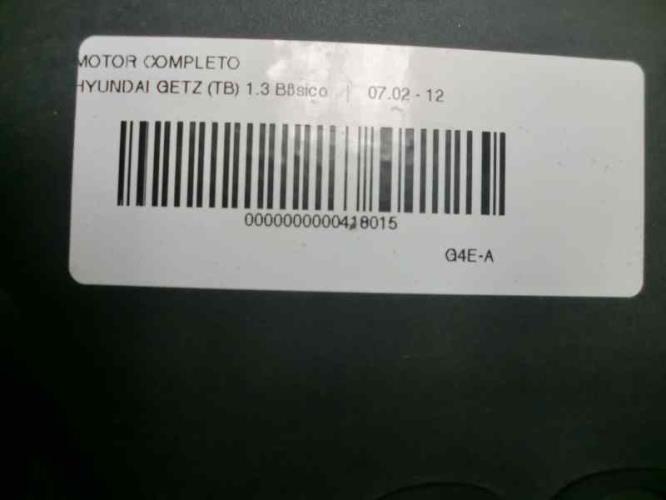 MOTOR COMPLETO
HYUNDAI GETZ (TB) 1.3 Bßsico | 07.02 - 12
0000000000418015
G4E-A